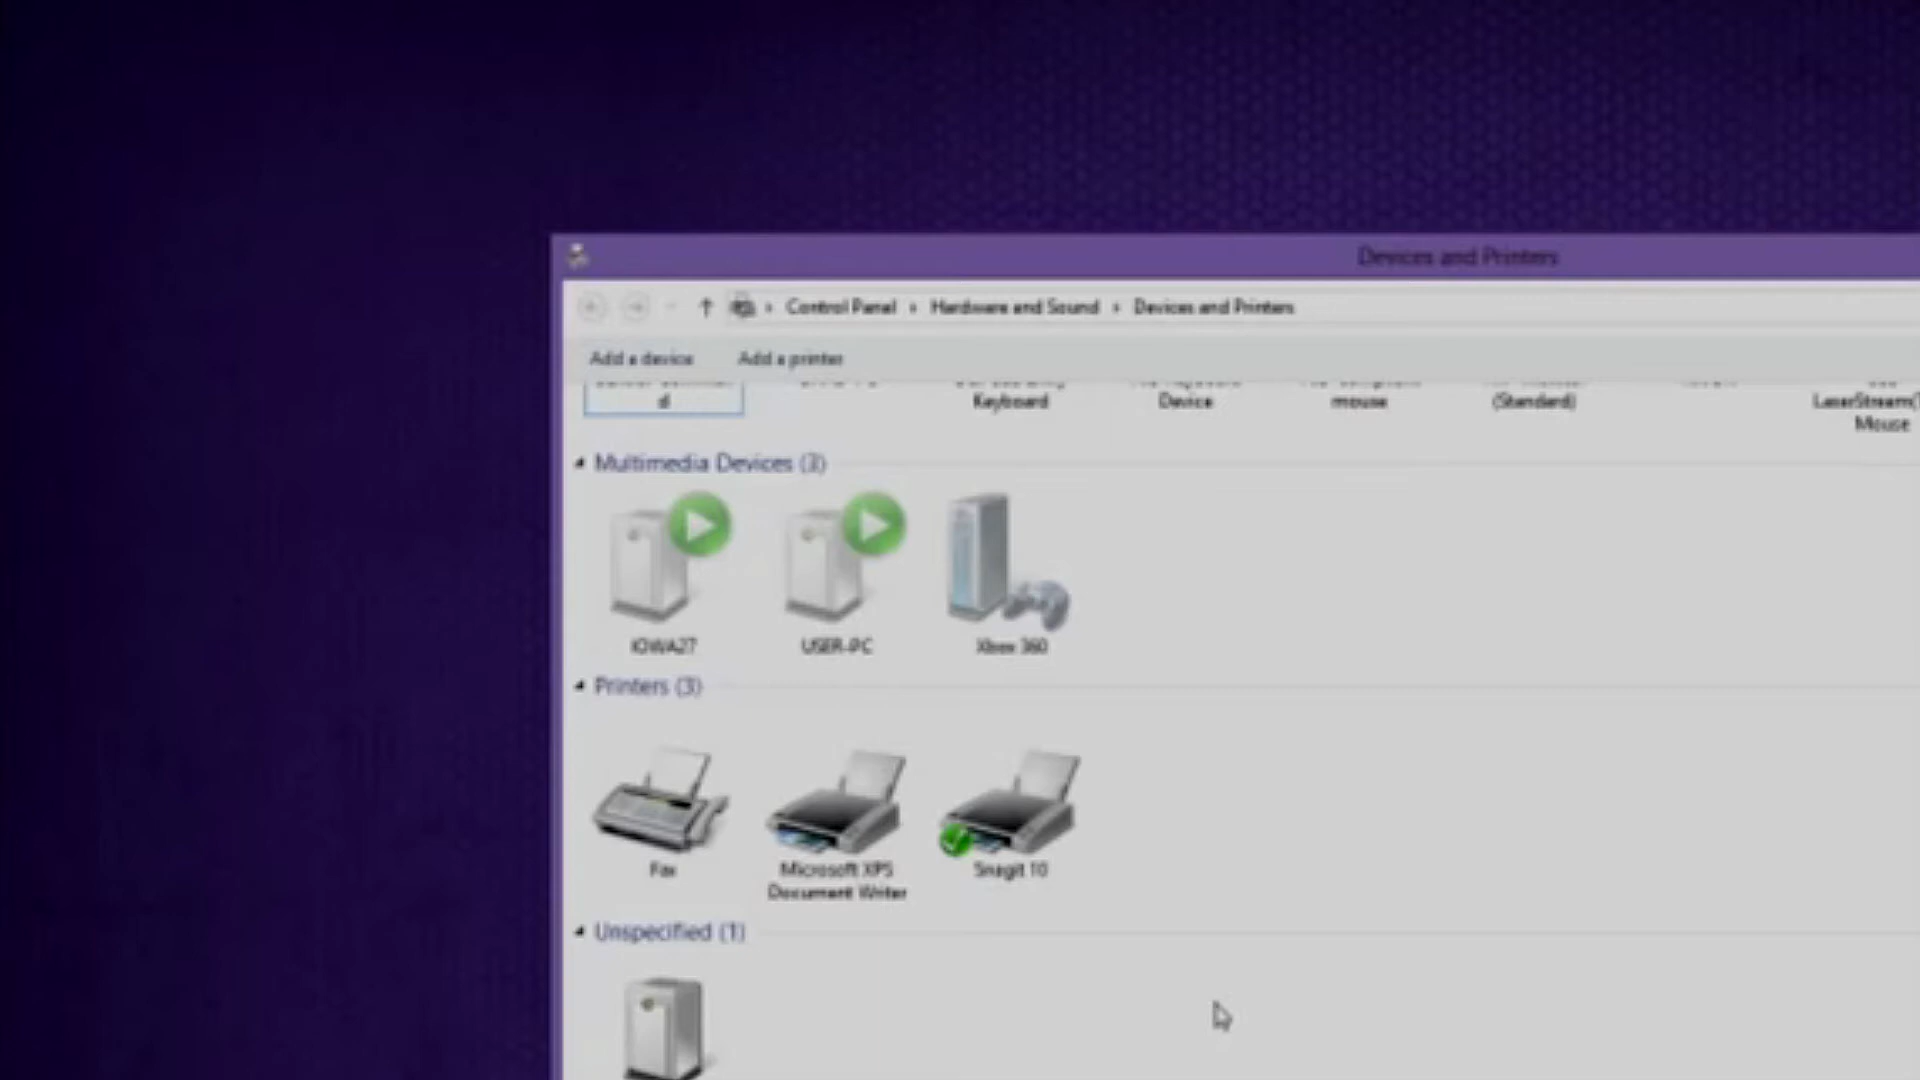 Devices and Printers
Control Panel › Hardware and Sound › Devices and Printers
Add a device Add a printer
d Keyboard Device mouse (Standard) LaserStream(
Mouse
Multimedia Devices (3)
IOWA27 USER-PC Xbox 360
Printers (3)
Fax Microsoft XPS Snagit 10
Document Writer
Unspecified (1)